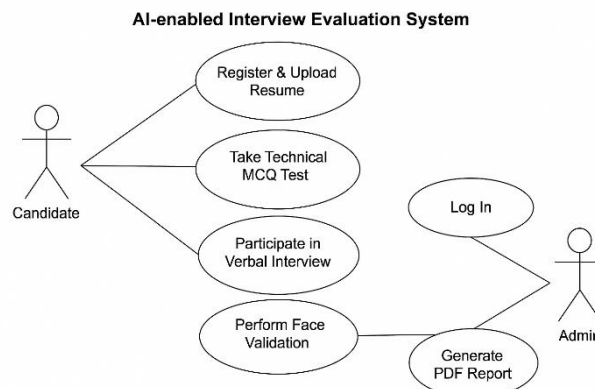 AI-enabled Interview Evaluation System
Register & Upload
Resume
Take Technical
MCQ Test
Candidate
Log In
Participate in
Verbal Interview
Perform Face
Validation
Admin
Generate
PDF Report